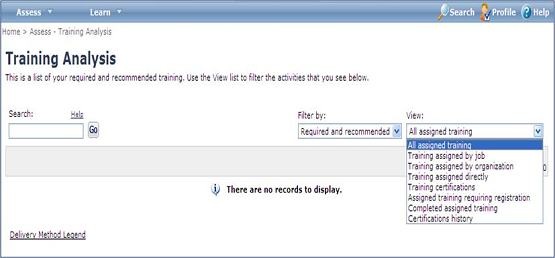 Assess Learn Search Profile Help
Home > Assess - Training Analysis
Training Analysis
This is a list of your required and recommended training. Use the View list to filter the activities that you see below.
Search: Help Filter by: View:
Go Required and recommended All assigned training
All assigned training
Training assigned by job
Training assigned by organization
Training assigned directly
Training certifications
Assigned training requiring registration
Completed assigned training
Certifications history
There are no records to display.
Delivery Method Legend